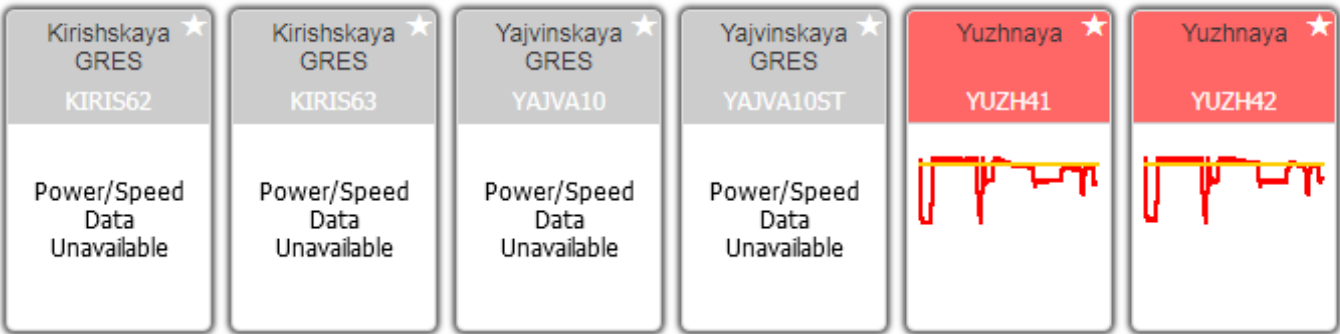 Kirishskaya
GRES
KIRIS62
Power/Speed
Data
Unavailable
Kirishskaya
GRES
KIRIS63
Power/Speed
Data
Unavailable
Yajvinskaya
GRES
YAJVA10
Power/Speed
Data
Unavailable
Yajvinskaya
GRES
YAJVA10ST
Power/Speed
Data
Unavailable
Yuzhnaya
YUZH41
Yuzhnaya
YUZH42